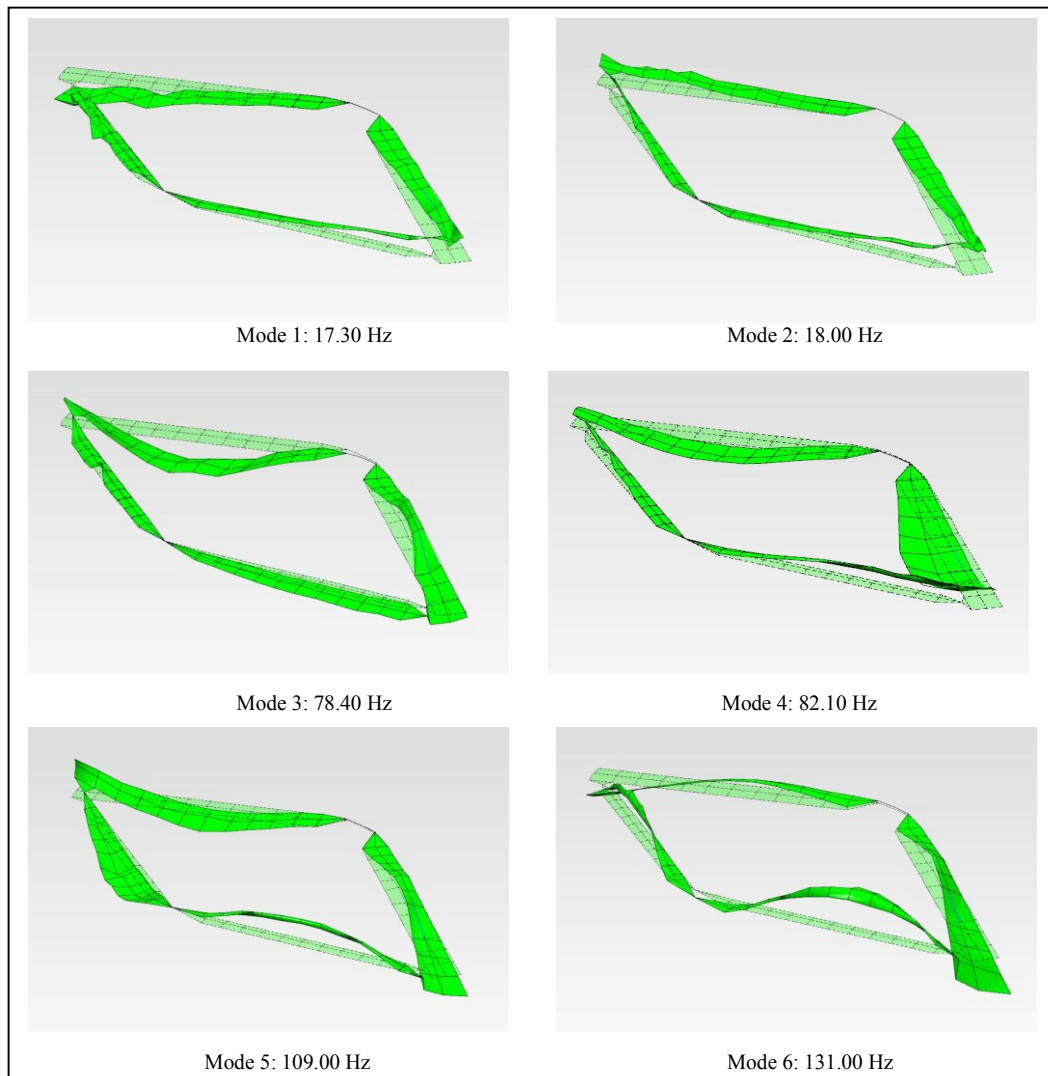 Mode 1: 17.30 Hz
Mode 2: 18.00 Hz
Mode 3: 78.40 Hz
Mode 4: 82.10 Hz
Mode 5: 109.00 Hz
Mode 6: 131.00 Hz